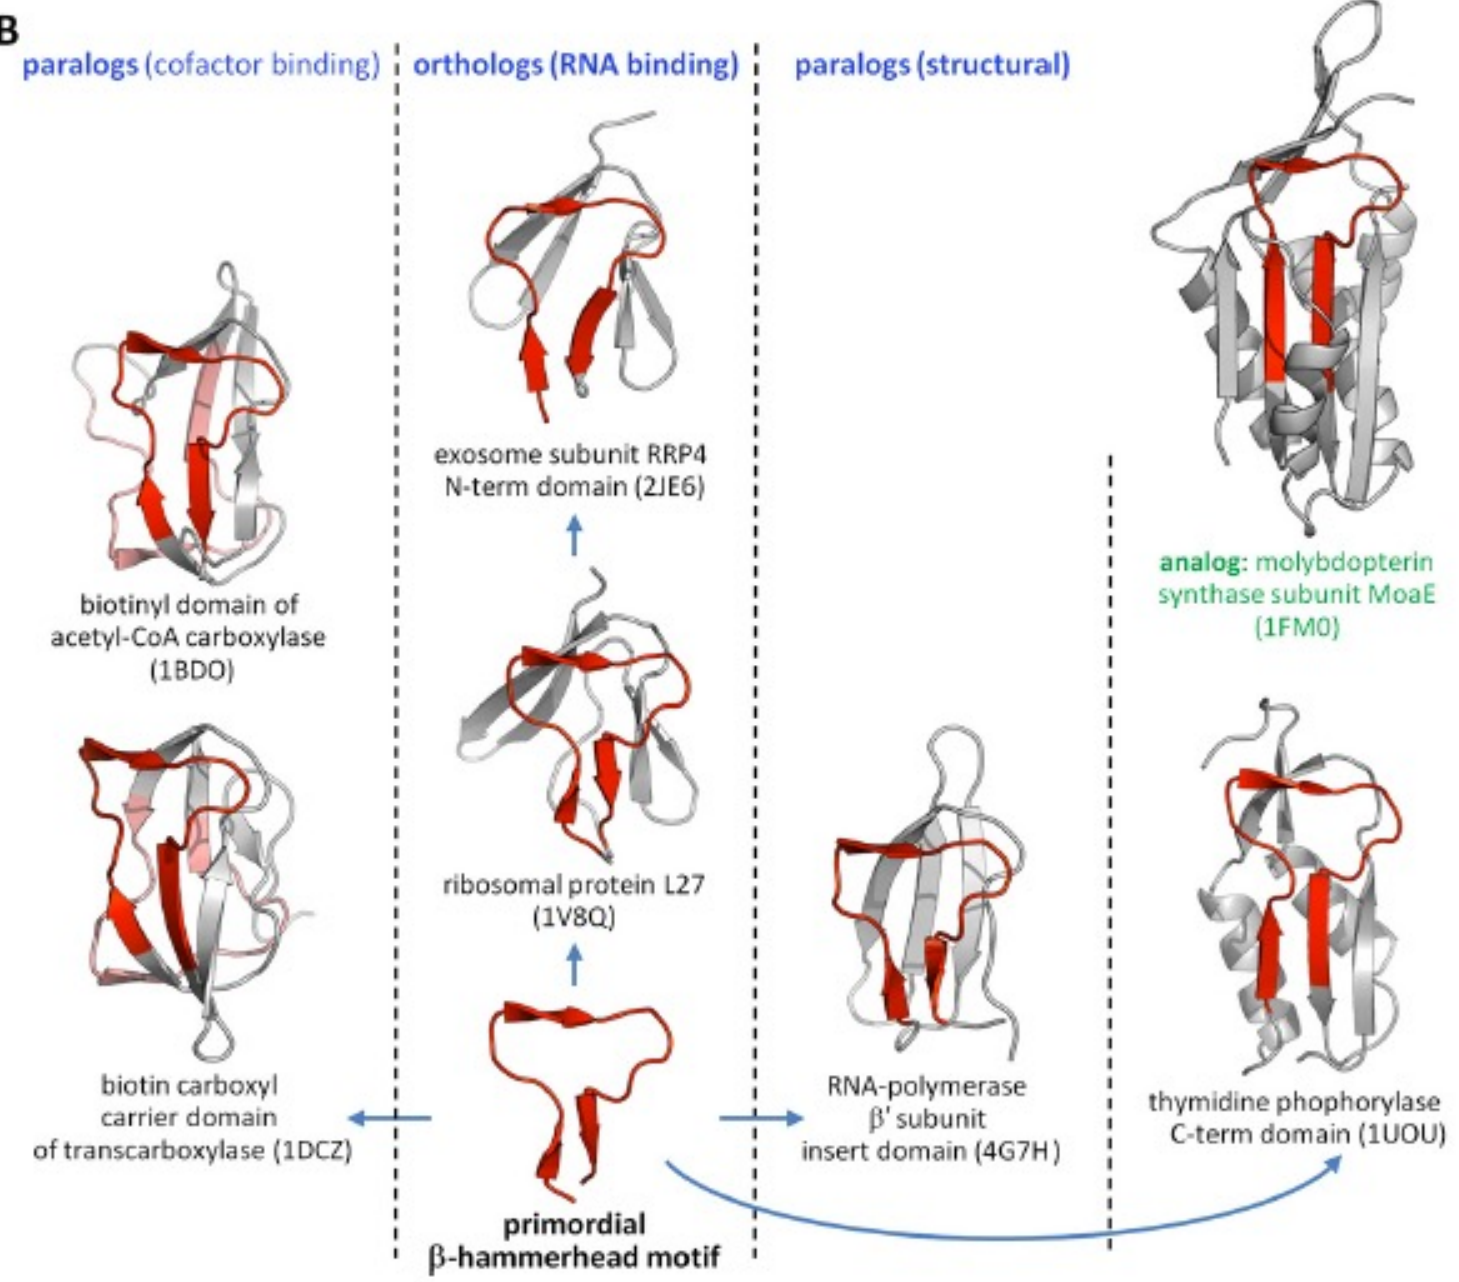 B
paralogs (cofactor binding)
orthologs (RNA binding)
paralogs (structural)
exosome subunit RRP4
N-term domain (2JE6)
analog: molybdopterin
synthase subunit MoaE
(1FM0)
biotinyl domain of
acetyl-CoA carboxylase
(1BDO)
ribosomal protein L27
(1V8Q)
biotin carboxyl
carrier domain
of transcarboxylase (1DCZ)
RNA-polymerase
β' subunit
insert domain (4G7H)
thymidine phophorylase
C-term domain (1UOU)
primordial
β-hammerhead motif